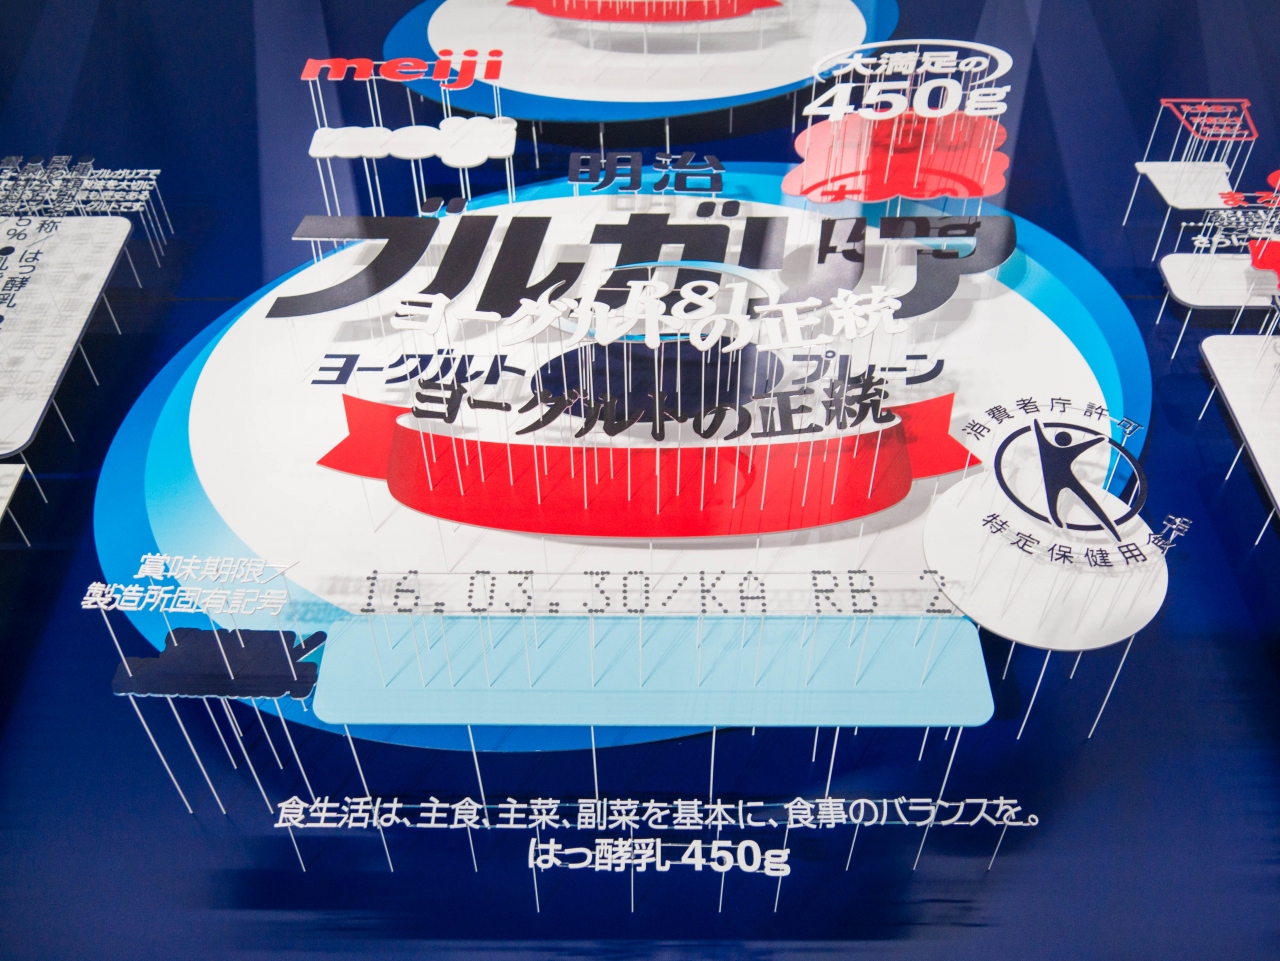 meiji
大満足の
450g
明治
ブルガリア
R81
ヨーグルトの正統
ヨーグルト
プレーン
ヨーグルトの正統
消費者庁許可
特定保健用食品
賞味期限／
製造所固有記号
16.03.30/KA RB 2
食生活は、主食、主菜、副菜を基本に、食事のバランスを。
はっ酵乳 450g